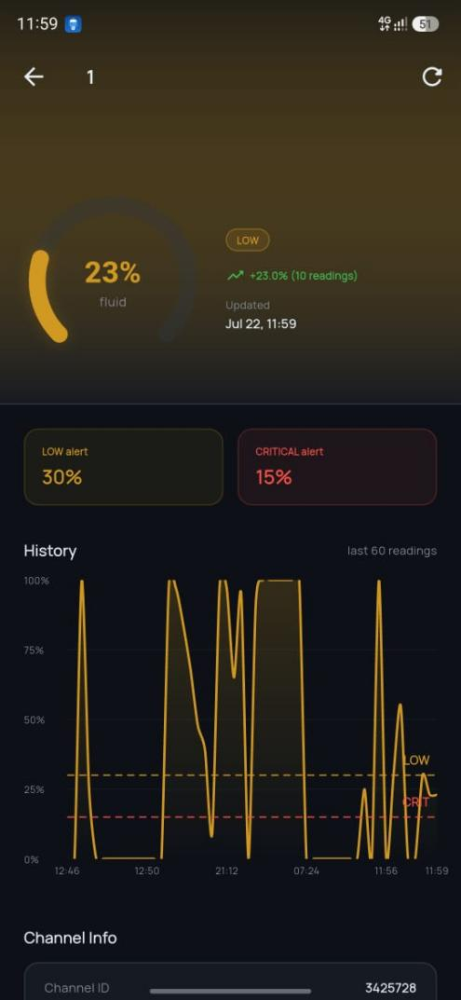 11:59
4G
51
1
23%
fluid
LOW
+23.0% (10 readings)
Updated
Jul 22, 11:59
LOW alert
30%
CRITICAL alert
15%
History
last 60 readings
100%
75%
50%
LOW
25%
CRIT
0%
12:46 12:50 21:12 07:24 11:56 11:59
Channel Info
Channel ID
3425728